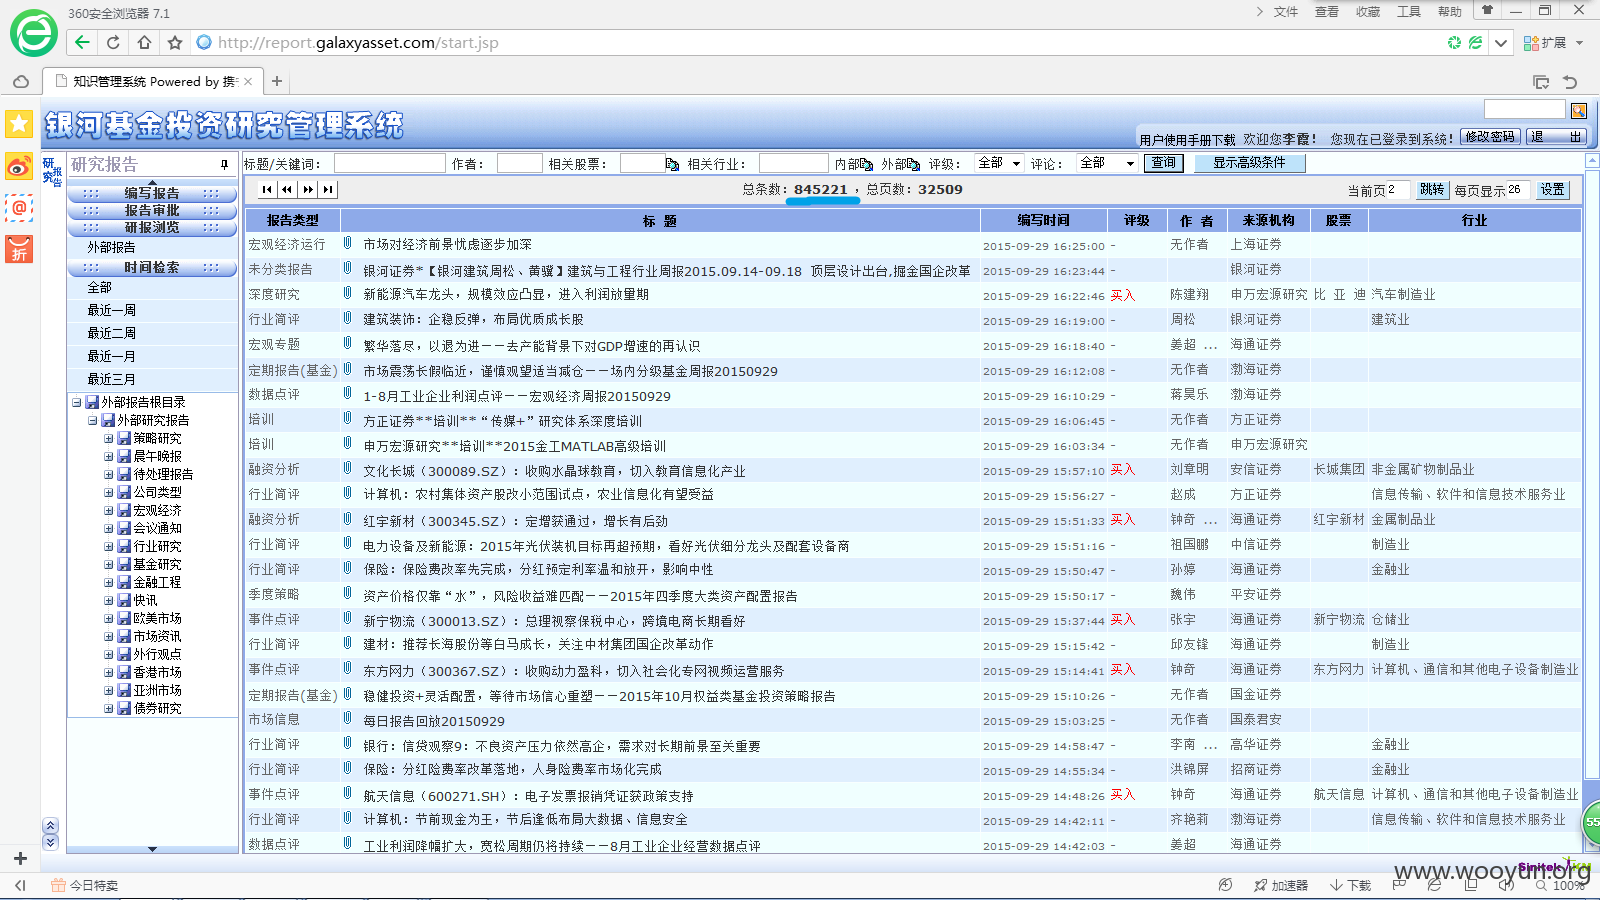 360安全浏览器 7.1
文件 查看 收藏 工具 帮助
http://report.galaxyasset.com/start.jsp
扩展
知识管理系统 Powered by 携
银河基金投资研究管理系统
用户使用手册下载 欢迎您李霞！ 您现在已登录到系统！ 修改密码 退 出
研究报告
研究报告
标题/关键词： 作者： 相关股票： 相关行业： 内部 外部 评级： 全部 评论： 全部 查询 显示高级条件
编写报告
报告审批
研报浏览
外部报告
时间检索
全部
最近一周
最近二周
最近一月
最近三月
外部报告根目录
外部研究报告
策略研究
晨午晚报
待处理报告
公司类型
宏观经济
会议通知
行业研究
基金研究
金融工程
快讯
欧美市场
市场资讯
外行观点
香港市场
亚洲市场
债券研究
总条数：845221 ，总页数：32509
当前页 2 跳转 每页显示 26 设置
报告类型 标 题 编写时间 评级 作 者 来源机构 股票 行业
宏观经济运行 市场对经济前景忧虑逐步加深 2015-09-29 16:25:00 - 无作者 上海证券
未分类报告 银河证券*【银河建筑周松、黄骥】建筑与工程行业周报2015.09.14-09.18 顶层设计出台,掘金国企改革 2015-09-29 16:23:44 - 银河证券
深度研究 新能源汽车龙头，规模效应凸显，进入利润放量期 2015-09-29 16:22:46 买入 陈建翔 申万宏源研究 比 亚 迪 汽车制造业
行业简评 建筑装饰：企稳反弹，布局优质成长股 2015-09-29 16:19:00 - 周松 银河证券 建筑业
宏观专题 繁华落尽，以退为进——去产能背景下对GDP增速的再认识 2015-09-29 16:18:40 - 姜超 ... 海通证券
定期报告(基金) 市场震荡长假临近，谨慎观望适当减仓——场内分级基金周报20150929 2015-09-29 16:12:08 - 无作者 渤海证券
数据点评 1-8月工业企业利润点评——宏观经济周报20150929 2015-09-29 16:10:29 - 蒋昊乐 渤海证券
培训 方正证券**培训**“传媒+”研究体系深度培训 2015-09-29 16:06:45 - 无作者 方正证券
培训 申万宏源研究**培训**2015金工MATLAB高级培训 2015-09-29 16:03:34 - 无作者 申万宏源研究
融资分析 文化长城（300089.SZ）：收购水晶球教育，切入教育信息化产业 2015-09-29 15:57:10 买入 刘章明 安信证券 长城集团 非金属矿物制品业
行业简评 计算机：农村集体资产股改小范围试点，农业信息化有望受益 2015-09-29 15:56:27 - 赵成 方正证券 信息传输、软件和信息技术服务业
融资分析 红宇新材（300345.SZ）：定增获通过，增长有后劲 2015-09-29 15:51:33 买入 钟奇 ... 海通证券 红宇新材 金属制品业
行业简评 电力设备及新能源：2015年光伏装机目标再超预期，看好光伏细分龙头及配套设备商 2015-09-29 15:51:16 - 祖国鹏 中信证券 制造业
行业简评 保险：保险费改率先完成，分红预定利率温和放开，影响中性 2015-09-29 15:50:47 - 孙婷 海通证券 金融业
季度策略 资产价格仅靠“水”，风险收益难匹配——2015年四季度大类资产配置报告 2015-09-29 15:50:17 - 魏伟 平安证券
事件点评 新宁物流（300013.SZ）：总理视察保税中心，跨境电商长期看好 2015-09-29 15:37:44 买入 张宇 海通证券 新宁物流 仓储业
行业简评 建材：推荐长海股份等白马成长，关注中材集团国企改革动作 2015-09-29 15:15:42 - 邱友锋 海通证券 制造业
事件点评 东方网力（300367.SZ）：收购动力盈科，切入社会化专网视频运营服务 2015-09-29 15:14:41 买入 钟奇 海通证券 东方网力 计算机、通信和其他电子设备制造业
定期报告(基金) 稳健投资+灵活配置，等待市场信心重塑——2015年10月权益类基金投资策略报告 2015-09-29 15:10:26 - 无作者 国金证券
市场信息 每日报告回放20150929 2015-09-29 15:03:25 - 无作者 国泰君安
行业简评 银行：信贷观察9：不良资产压力依然高企，需求对长期前景至关重要 2015-09-29 14:58:47 - 李南 ... 高华证券 金融业
行业简评 保险：分红险费率改革落地，人身险费率市场化完成 2015-09-29 14:55:34 - 洪锦屏 招商证券 金融业
事件点评 航天信息（600271.SH）：电子发票报销凭证获政策支持 2015-09-29 14:48:26 买入 钟奇 海通证券 航天信息 计算机、通信和其他电子设备制造业
行业简评 计算机：节前现金为王，节后逢低布局大数据、信息安全 2015-09-29 14:42:11 - 齐艳莉 渤海证券 信息传输、软件和信息技术服务业
数据点评 工业利润降幅扩大，宽松周期仍将持续——8月工业企业经营数据点评 2015-09-29 14:42:03 - 姜超 海通证券
55
Sinitek
www.wooyun.org
今日特卖 加速器 下载 100%